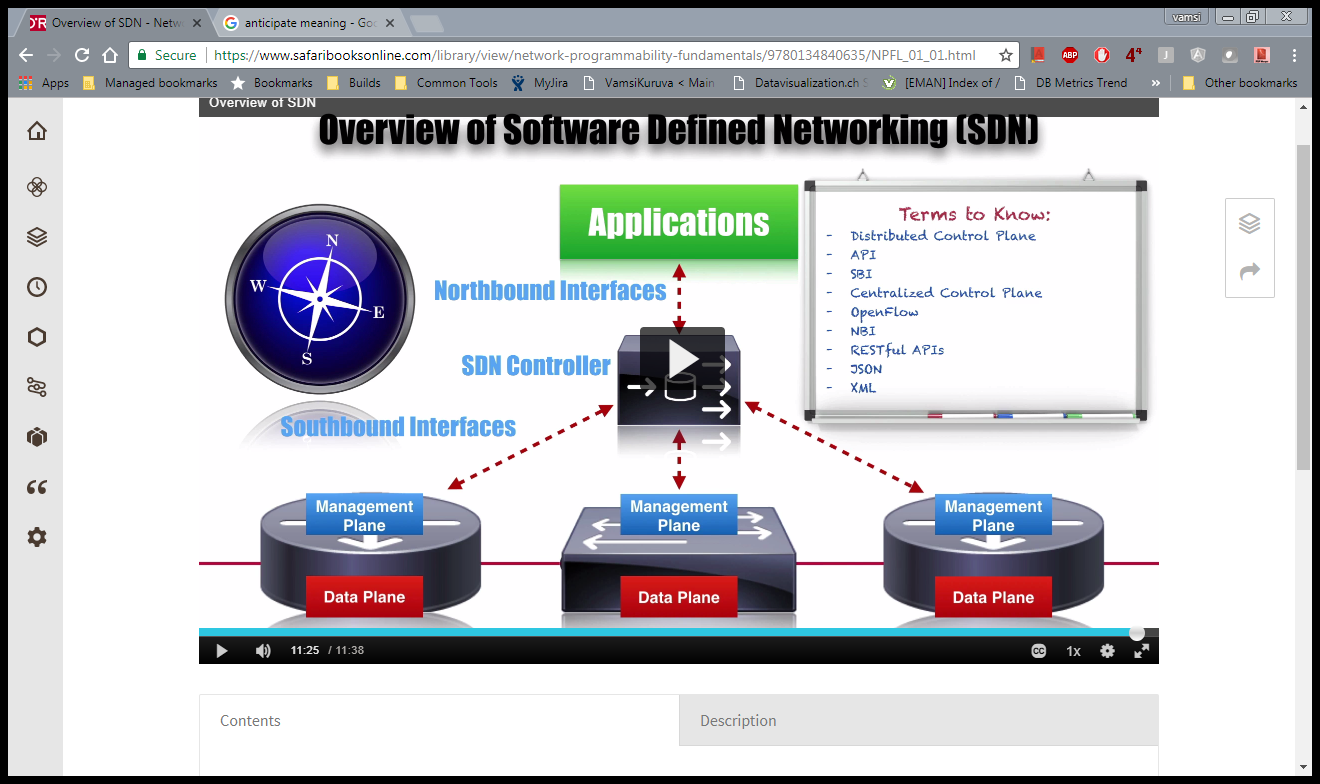 Overview of SDN - Netw
anticipate meaning - Goo
vamsi
Secure
https://www.safaribooksonline.com/library/view/network-programmability-fundamentals/9780134840635/NPFL_01_01.html
Apps
Managed bookmarks
Bookmarks
Builds
Common Tools
MyJira
VamsiKuruva < Main
Datavisualization.ch S
[EMAN] Index of /
DB Metrics Trend
»
Other bookmarks
Overview of SDN
Overview of Software Defined Networking (SDN)
N
W
E
S
Applications
Northbound Interfaces
SDN Controller
Southbound Interfaces
Terms to Know:
- Distributed Control Plane
- API
- SBI
- Centralized Control Plane
- OpenFlow
- NBI
- RESTful APIs
- JSON
- XML
Management
Plane
Data Plane
Management
Plane
Data Plane
Management
Plane
Data Plane
11:25 / 11:38
CC
1x
Contents
Description